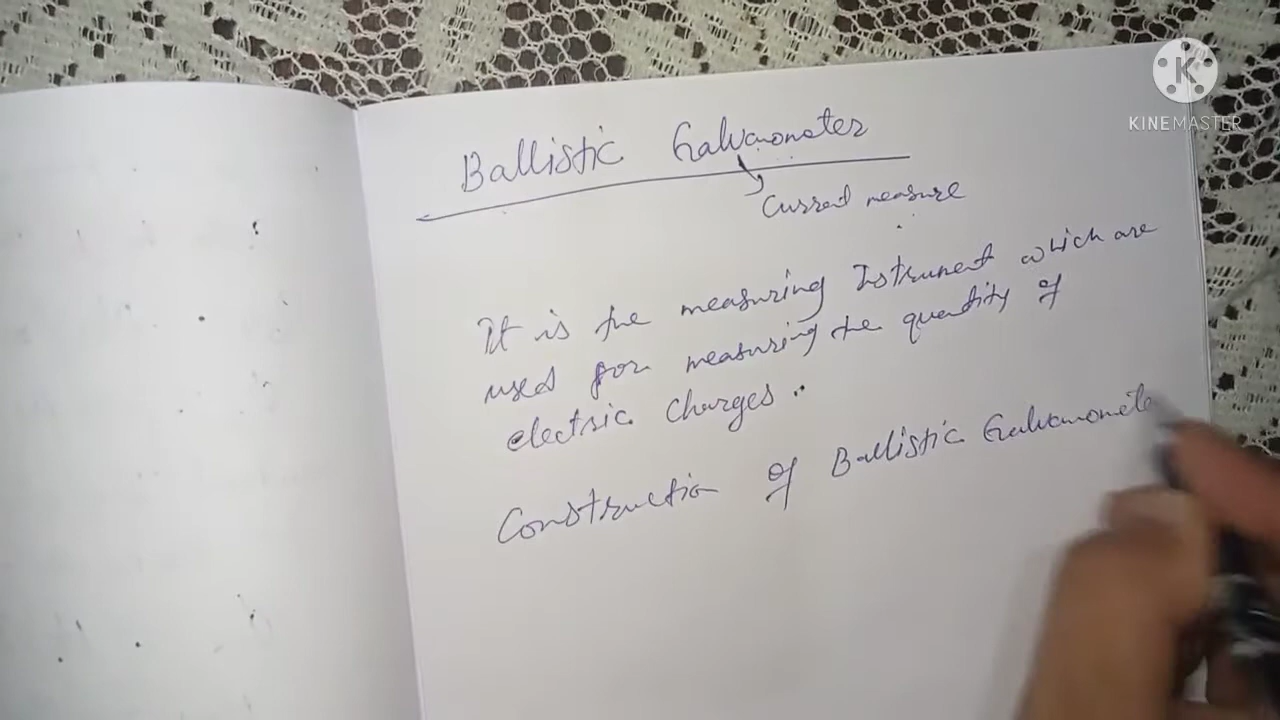 KINEMASTER
Ballistic Galvanometer
Current measure
It is the measuring Instrument which are
used for measuring the quantity of
electric charges.
Construction of Ballistic Galvanomete